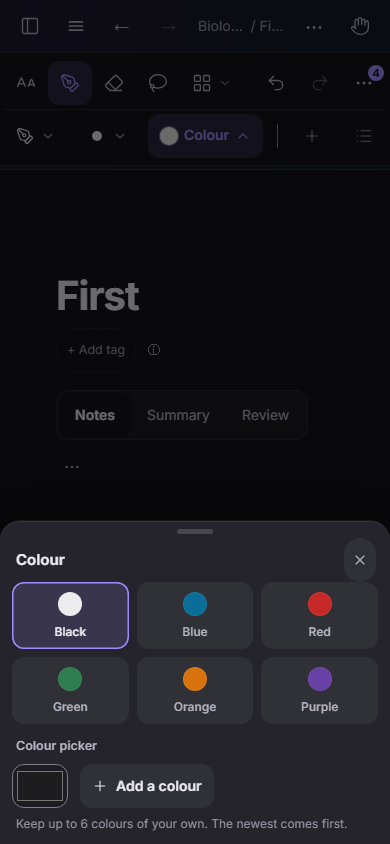 Biolo... / Fi...
AA
4
Colour
First
+ Add tag
Notes Summary Review
...
Colour
Black Blue Red
Green Orange Purple
Colour picker
+ Add a colour
Keep up to 6 colours of your own. The newest comes first.